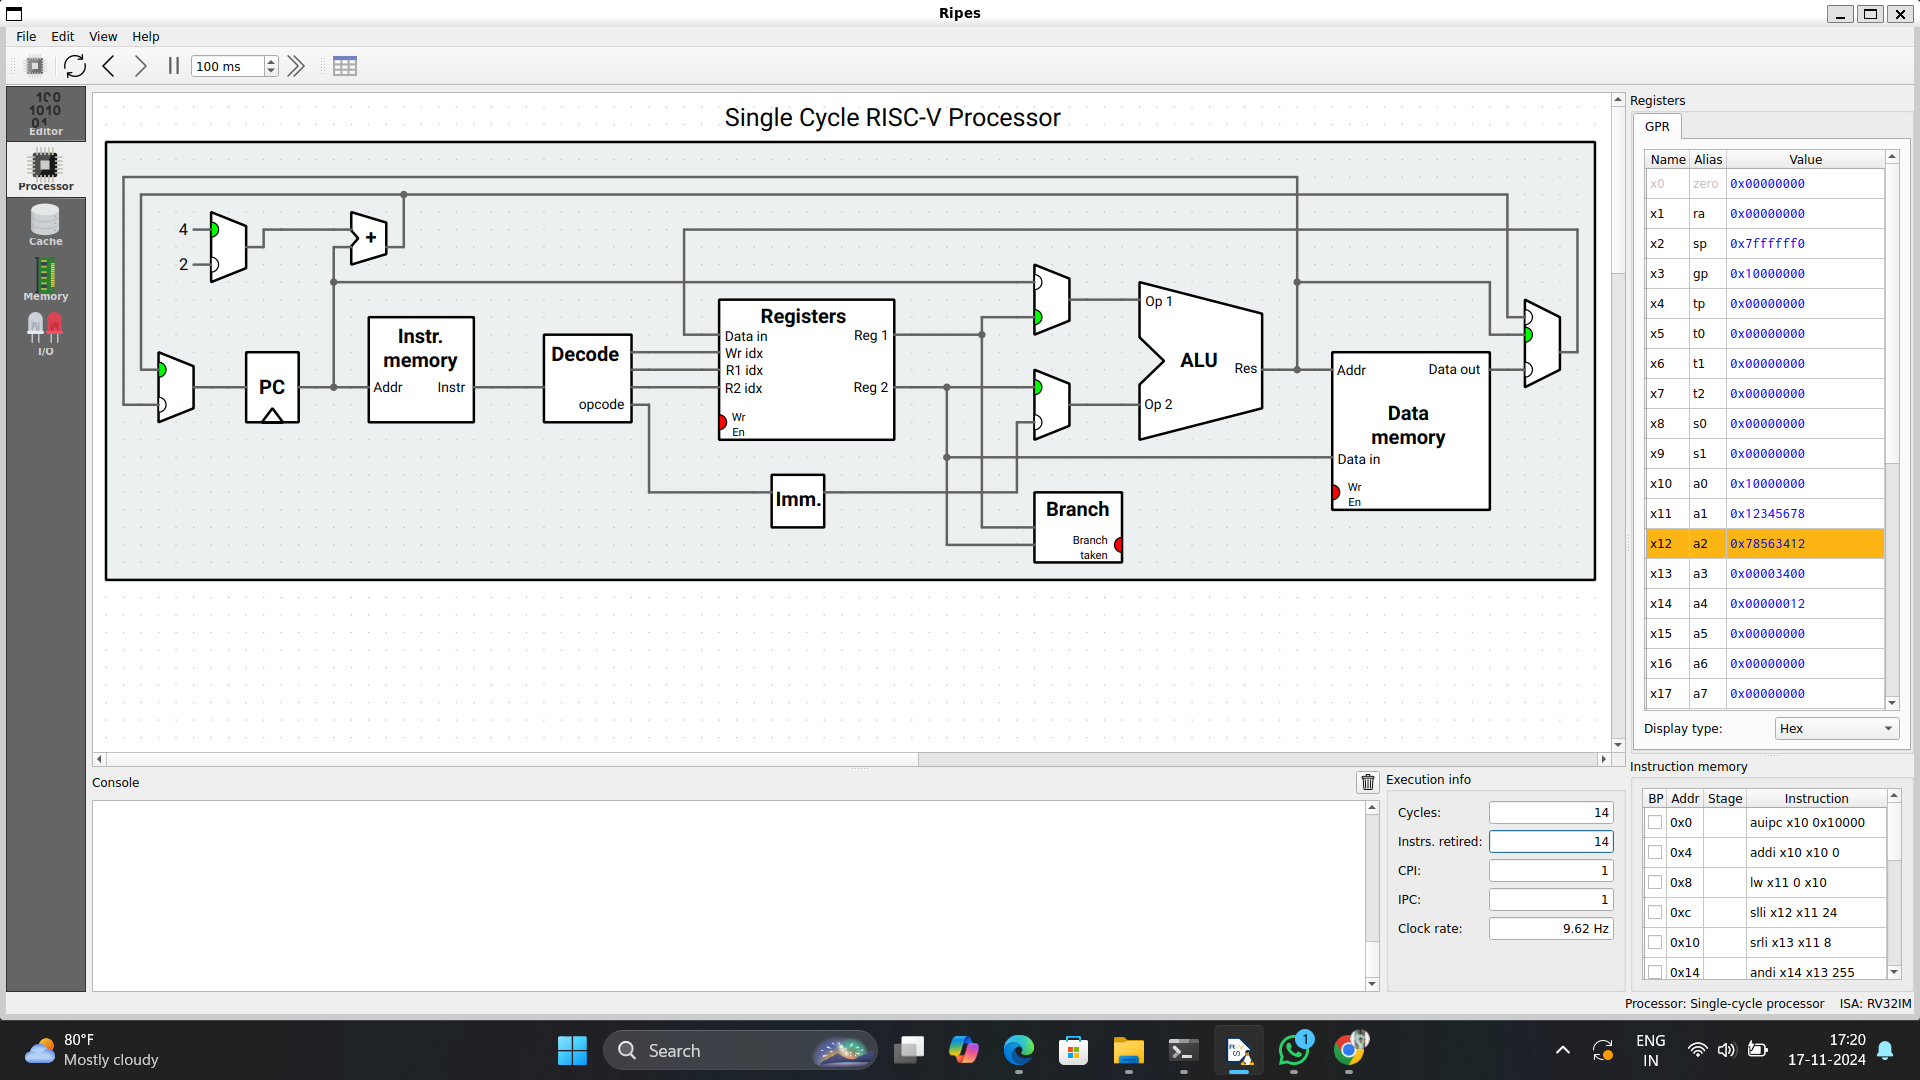 Ripes
File Edit View Help
100 ms
Editor
Processor
Cache
Memory
I/O
Single Cycle RISC-V Processor
4
2
+
PC
Instr. memory
Addr Instr
Decode
opcode
Registers
Data in
Wr idx
R1 idx
R2 idx
Wr En
Reg 1
Reg 2
Imm.
Op 1
Op 2
ALU
Res
Branch
Branch taken
Addr
Data out
Data memory
Data in
Wr En
Registers
GPR
Name Alias Value
x0 zero 0x00000000
x1 ra 0x00000000
x2 sp 0x7ffffff0
x3 gp 0x10000000
x4 tp 0x00000000
x5 t0 0x00000000
x6 t1 0x00000000
x7 t2 0x00000000
x8 s0 0x00000000
x9 s1 0x00000000
x10 a0 0x10000000
x11 a1 0x12345678
x12 a2 0x78563412
x13 a3 0x00003400
x14 a4 0x00000012
x15 a5 0x00000000
x16 a6 0x00000000
x17 a7 0x00000000
Display type: Hex
Console
Execution info
Cycles: 14
Instrs. retired: 14
CPI: 1
IPC: 1
Clock rate: 9.62 Hz
Instruction memory
BP Addr Stage Instruction
0x0 auipc x10 0x10000
0x4 addi x10 x10 0
0x8 lw x11 0 x10
0xc slli x12 x11 24
0x10 srli x13 x11 8
0x14 andi x14 x13 255
Processor: Single-cycle processor ISA: RV32IM
80°F
Mostly cloudy
Search
1
ENG
IN
17:20
17-11-2024